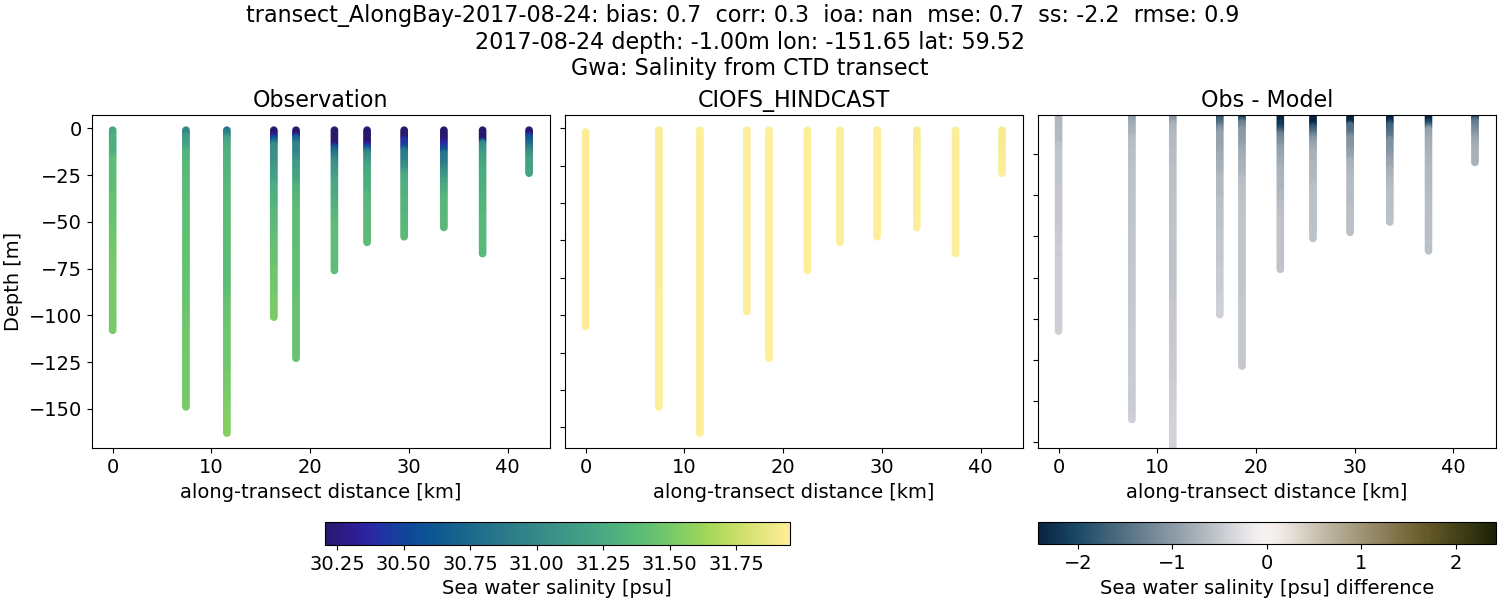 transect_AlongBay-2017-08-24: bias: 0.7 corr: 0.3 ioa: nan mse: 0.7 ss: -2.2 rmse: 0.9
2017-08-24 depth: -1.00m lon: -151.65 lat: 59.52
Gwa: Salinity from CTD transect
Observation
CIOFS_HINDCAST
Obs - Model
Depth [m]
0
−25
−50
−75
−100
−125
−150
0 10 20 30 40
0 10 20 30 40
0 10 20 30 40
along-transect distance [km]
along-transect distance [km]
along-transect distance [km]
30.25 30.50 30.75 31.00 31.25 31.50 31.75
Sea water salinity [psu]
−2 −1 0 1 2
Sea water salinity [psu] difference